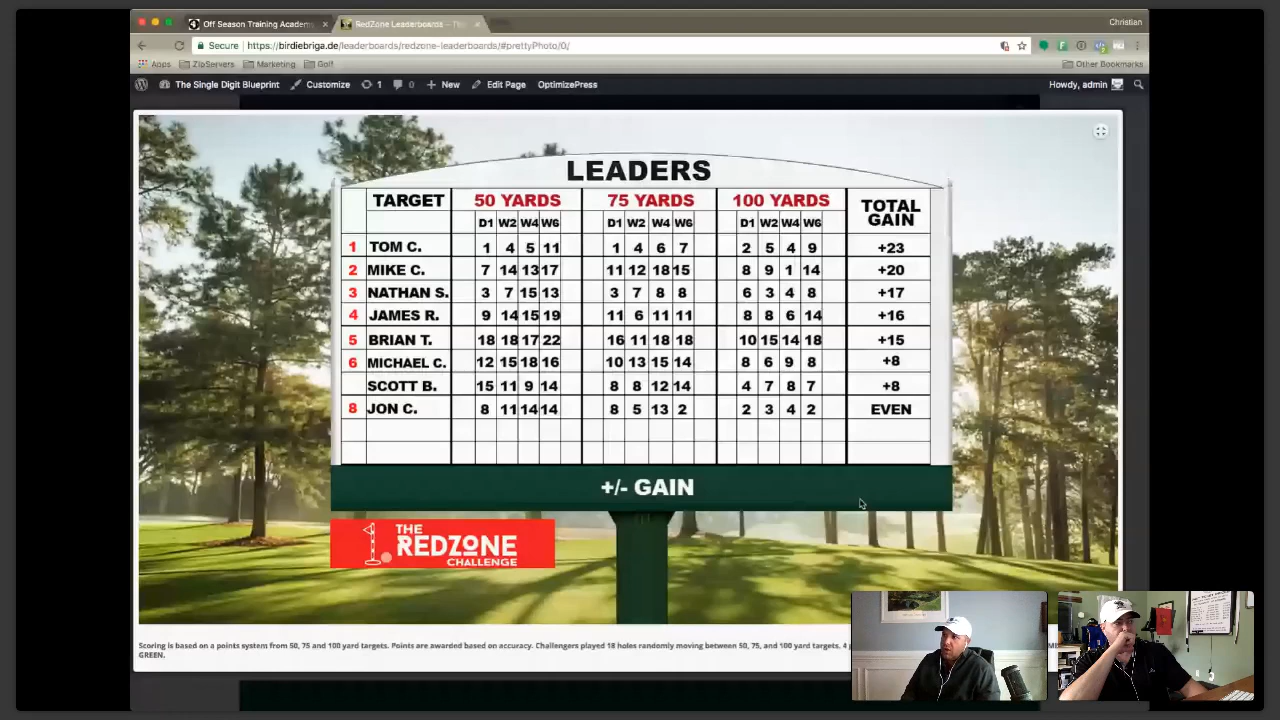 Off Season Training Academ
RedZone Leaderboards – Th
Christian
Secure https://birdiebriga.de/leaderboards/redzone-leaderboards/#prettyPhoto/0/
Apps ZipServers Marketing Golf Other Bookmarks
The Single Digit Blueprint Customize 1 0 New Edit Page OptimizePress Howdy, admin
LEADERS
TARGET 50 YARDS 75 YARDS 100 YARDS TOTAL GAIN
D1 W2 W4 W6 D1 W2 W4 W6 D1 W2 W4 W6
1 TOM C. 1 4 5 11 1 4 6 7 2 5 4 9 +23
2 MIKE C. 7 14 13 17 11 12 18 15 8 9 1 14 +20
3 NATHAN S. 3 7 15 13 3 7 8 8 6 3 4 8 +17
4 JAMES R. 9 14 15 19 11 6 11 11 8 8 6 14 +16
5 BRIAN T. 18 18 17 22 16 11 18 18 10 15 14 18 +15
6 MICHAEL C. 12 15 18 16 10 13 15 14 8 6 9 8 +8
SCOTT B. 15 11 9 14 8 8 12 14 4 7 8 7 +8
8 JON C. 8 11 14 14 8 5 13 2 2 3 4 2 EVEN
+/- GAIN
THE
REDZONE
CHALLENGE
Scoring is based on a points system from 50, 75 and 100 yard targets. Points are awarded based on accuracy. Challengers played 18 holes randomly moving between 50, 75, and 100 yard targets. 4
GREEN.